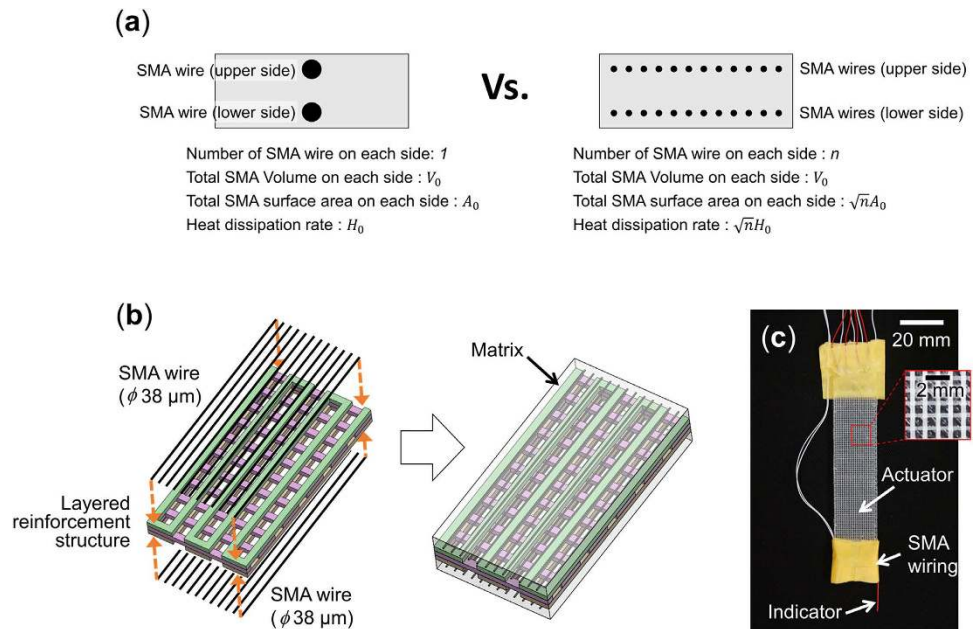 (a)
SMA wire (upper side)
SMA wire (lower side)
Vs.
SMA wires (upper side)
SMA wires (lower side)
Number of SMA wire on each side: 1
Total SMA Volume on each side : V₀
Total SMA surface area on each side : A₀
Heat dissipation rate : H₀
Number of SMA wire on each side : n
Total SMA Volume on each side : V₀
Total SMA surface area on each side : √nA₀
Heat dissipation rate : √nH₀
(b)
SMA wire
(ϕ38 μm)
Layered
reinforcement
structure
SMA wire
(ϕ38 μm)
Matrix
(c)
20 mm
2 mm
Actuator
SMA
wiring
Indicator